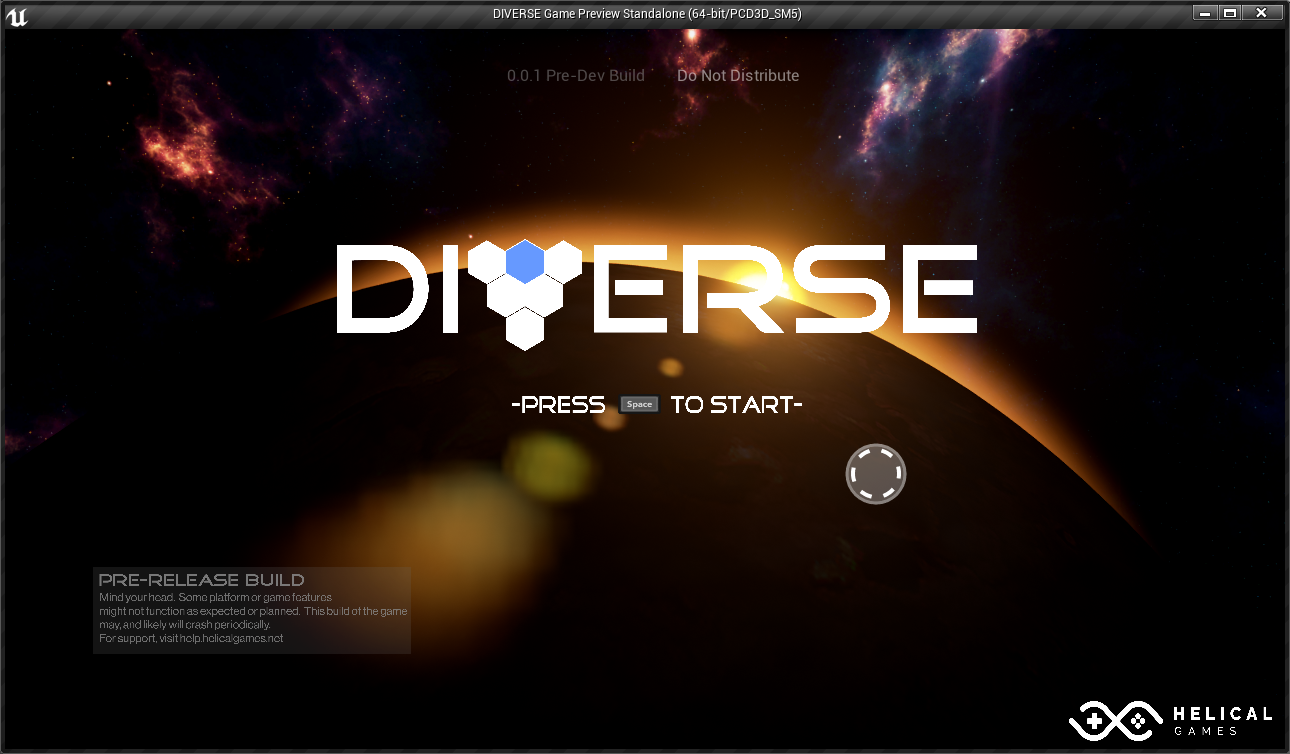 DIVERSE Game Preview Standalone (64-bit/PCD3D_SM5)
0.0.1 Pre-Dev Build Do Not Distribute
DIVERSE
-PRESS Space TO START-
PRE-RELEASE BUILD
Mind your head. Some platform or game features
might not function as expected or planned. This build of the game
may, and likely will crash periodically.
For support, visit help.helicalgames.net
HELICAL
GAMES